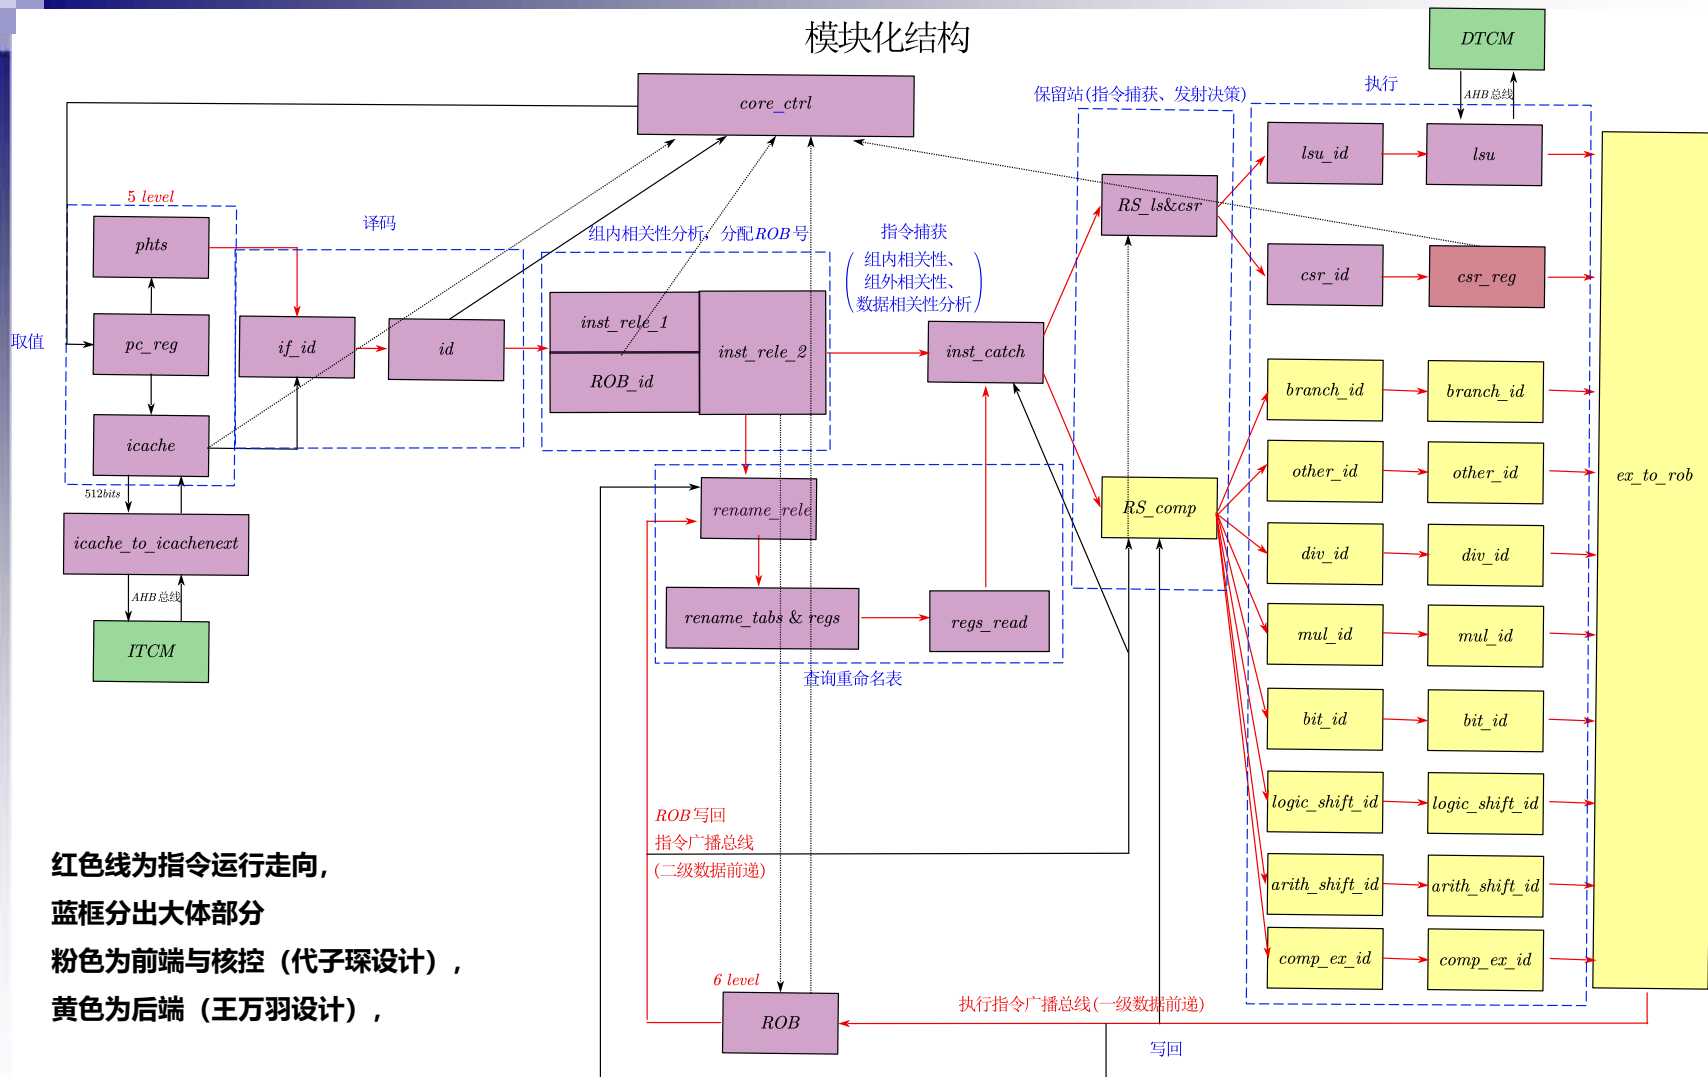 模块化结构
DTCM
AHB总线
core_ctrl
保留站(指令捕获、发射决策)
执行
lsu_id
lsu
5 level
phts
译码
组内相关性分析，分配ROB号
指令捕获
组内相关性、
组外相关性、
数据相关性分析
RS_ls&csr
csr_id
csr_reg
取值
pc_reg
if_id
id
inst_rele_1
ROB_id
inst_rele_2
inst_catch
branch_id
branch_id
icache
512bits
icache_to_icachenext
AHB总线
ITCM
rename_rele
RS_comp
other_id
other_id
ex_to_rob
div_id
div_id
rename_tabs & regs
regs_read
查询重命名表
mul_id
mul_id
bit_id
bit_id
logic_shift_id
logic_shift_id
ROB写回
指令广播总线
(二级数据前递)
arith_shift_id
arith_shift_id
comp_ex_id
comp_ex_id
红色线为指令运行走向，
蓝框分出大体部分
粉色为前端与核控（代子琛设计），
黄色为后端（王万羽设计），
6 level
ROB
执行指令广播总线(一级数据前递)
写回